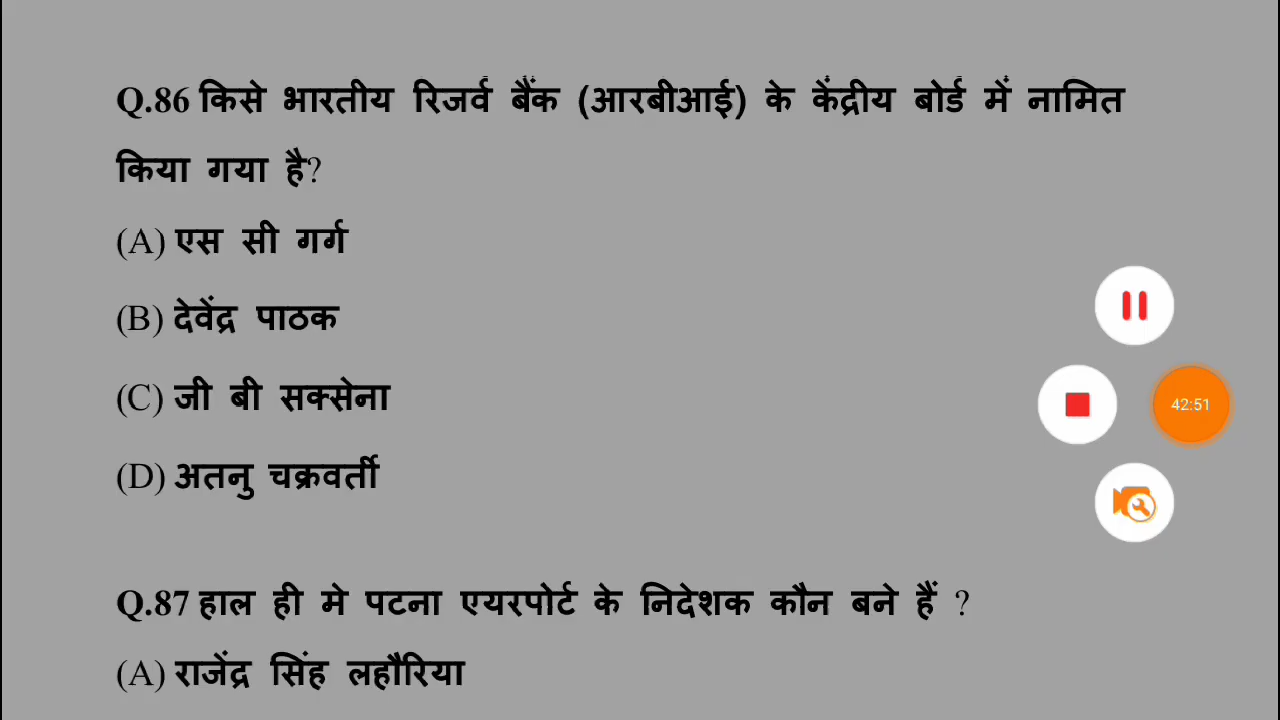 Q.86 किसे भारतीय रिजर्व बैंक (आरबीआई) के केंद्रीय बोर्ड में नामित
किया गया है?
(A) एस सी गर्ग
(B) देवेंद्र पाठक
(C) जी बी सक्सेना
(D) अतनु चक्रवर्ती
42:51
Q.87 हाल ही मे पटना एयरपोर्ट के निदेशक कौन बने हैं ?
(A) राजेंद्र सिंह लहौरिया